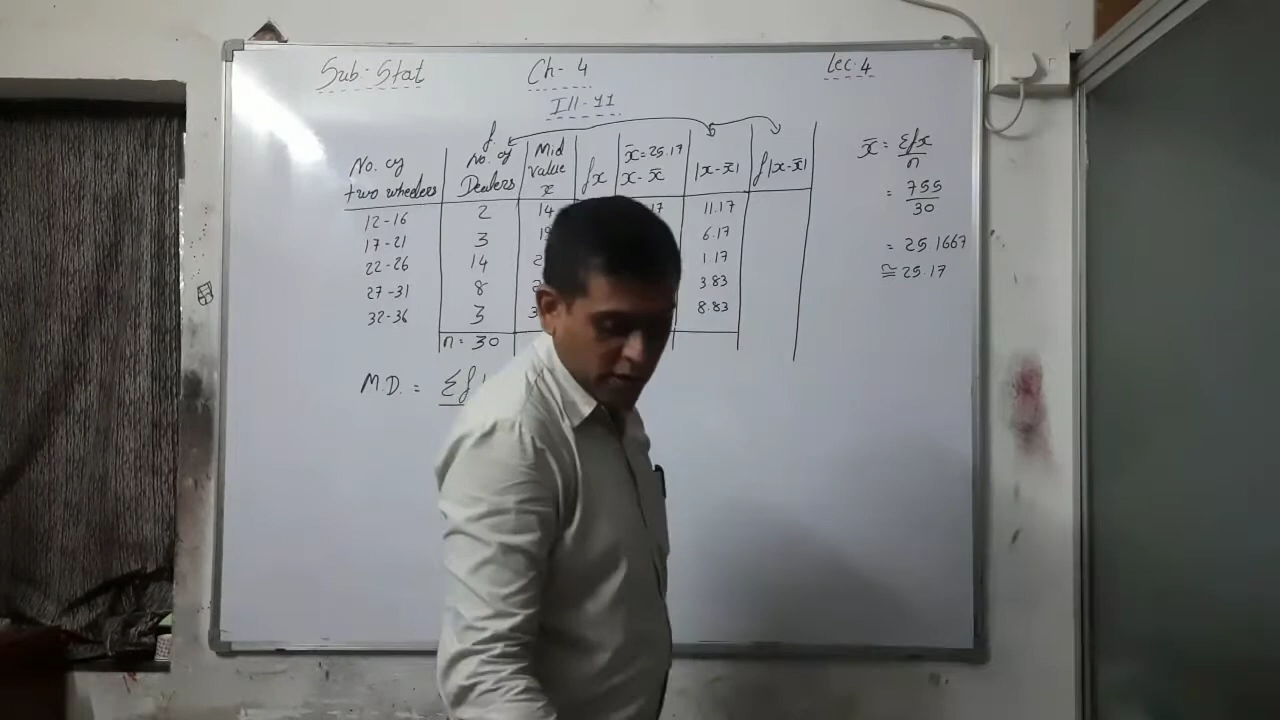 Sub-Stat Ch-4 Lec.4
Ill-11
No. of two wheelers f No. of Dealers Mid value x fx x̄=25.17 x-x̄ |x-x̄| f|x-x̄|
12-16 2 14 11.17
17-21 3 6.17
22-26 14 1.17
27-31 8 3.83
32-36 3 8.83
n = 30
M.D. = Σf
x̄ = Σfx/n
= 755/30
= 25.1667
≅ 25.17